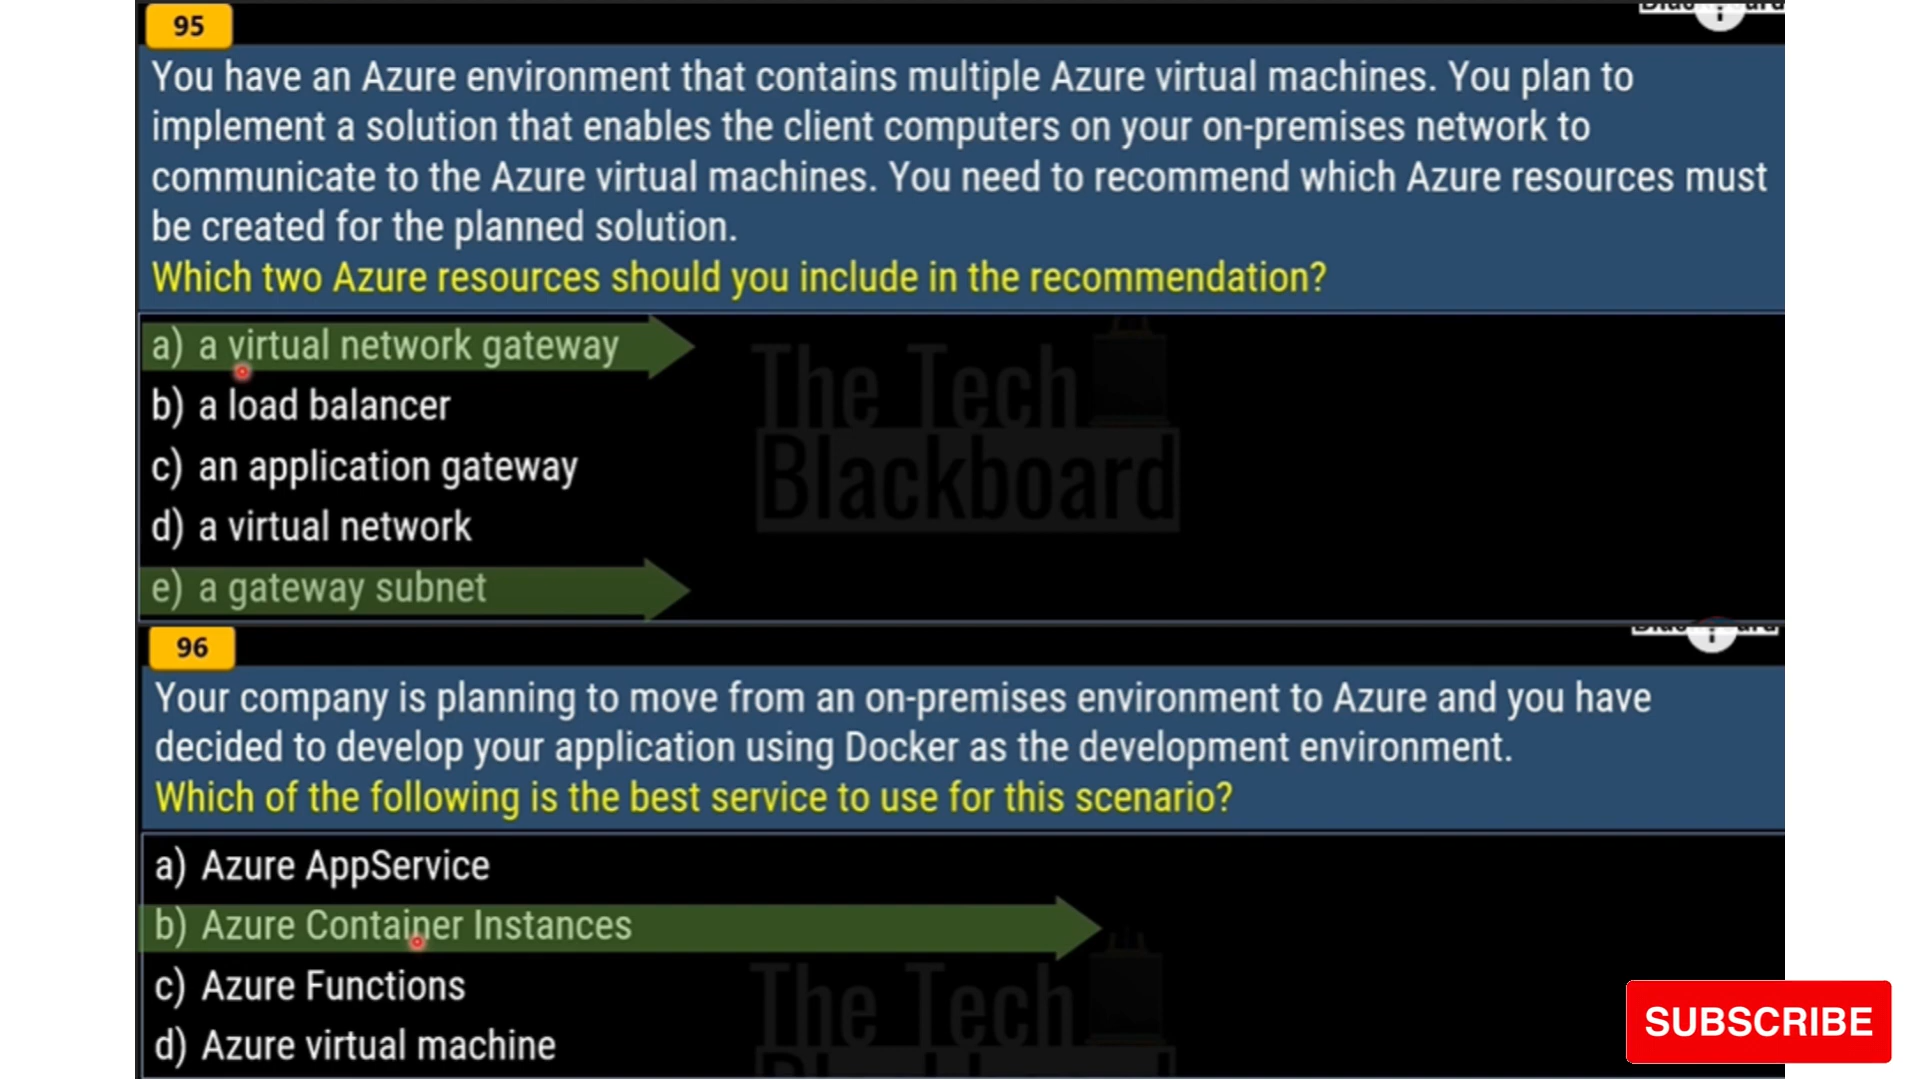 95
You have an Azure environment that contains multiple Azure virtual machines. You plan to
implement a solution that enables the client computers on your on-premises network to
communicate to the Azure virtual machines. You need to recommend which Azure resources must
be created for the planned solution.
Which two Azure resources should you include in the recommendation?
a) a virtual network gateway
b) a load balancer
c) an application gateway
d) a virtual network
e) a gateway subnet
The Tech
Blackboard
96
Your company is planning to move from an on-premises environment to Azure and you have
decided to develop your application using Docker as the development environment.
Which of the following is the best service to use for this scenario?
a) Azure AppService
b) Azure Container Instances
c) Azure Functions
d) Azure virtual machine
The Tech
SUBSCRIBE